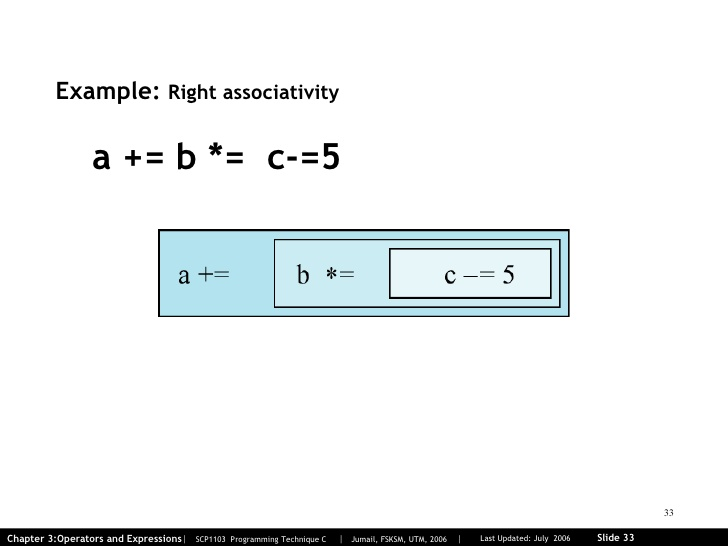 Example: Right associativity
a += b *= c-=5
a += b *= c –= 5
33
Chapter 3:Operators and Expressions| SCP1103 Programming Technique C | Jumail, FSKSM, UTM, 2006 | Last Updated: July 2006 Slide 33